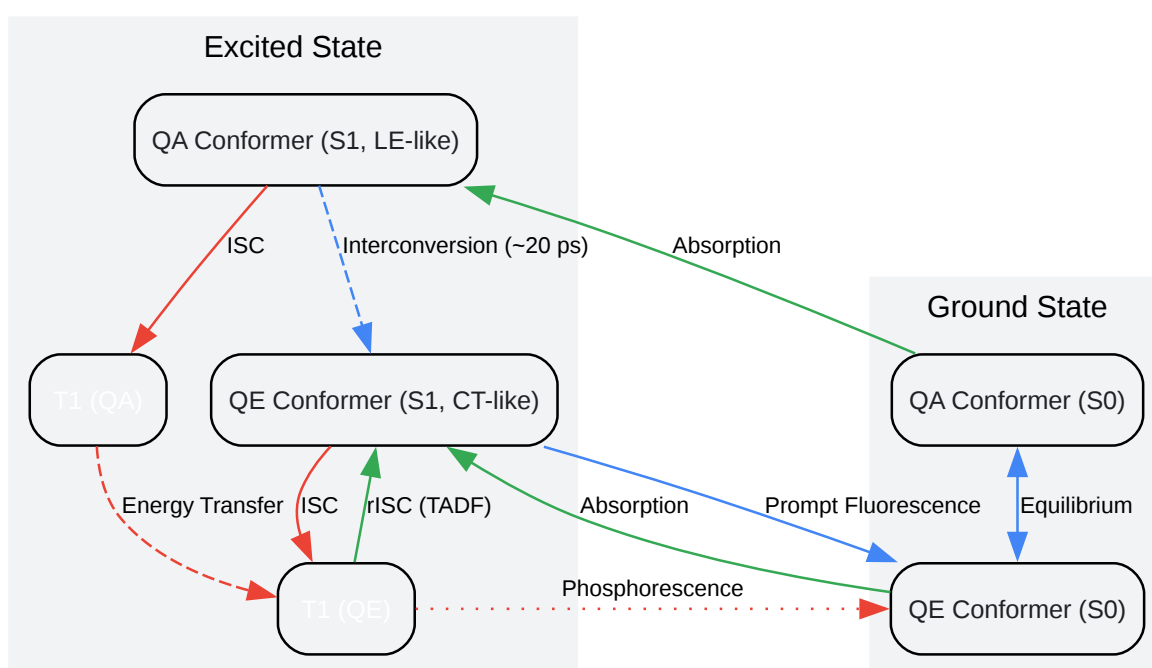 Excited State
QA Conformer (S1, LE-like)
ISC
Interconversion (~20 ps)
Absorption
Ground State
T1 (QA)
QE Conformer (S1, CT-like)
QA Conformer (S0)
Energy Transfer
ISC
rISC (TADF)
Absorption
Prompt Fluorescence
Equilibrium
Phosphorescence
T1 (QE)
QE Conformer (S0)